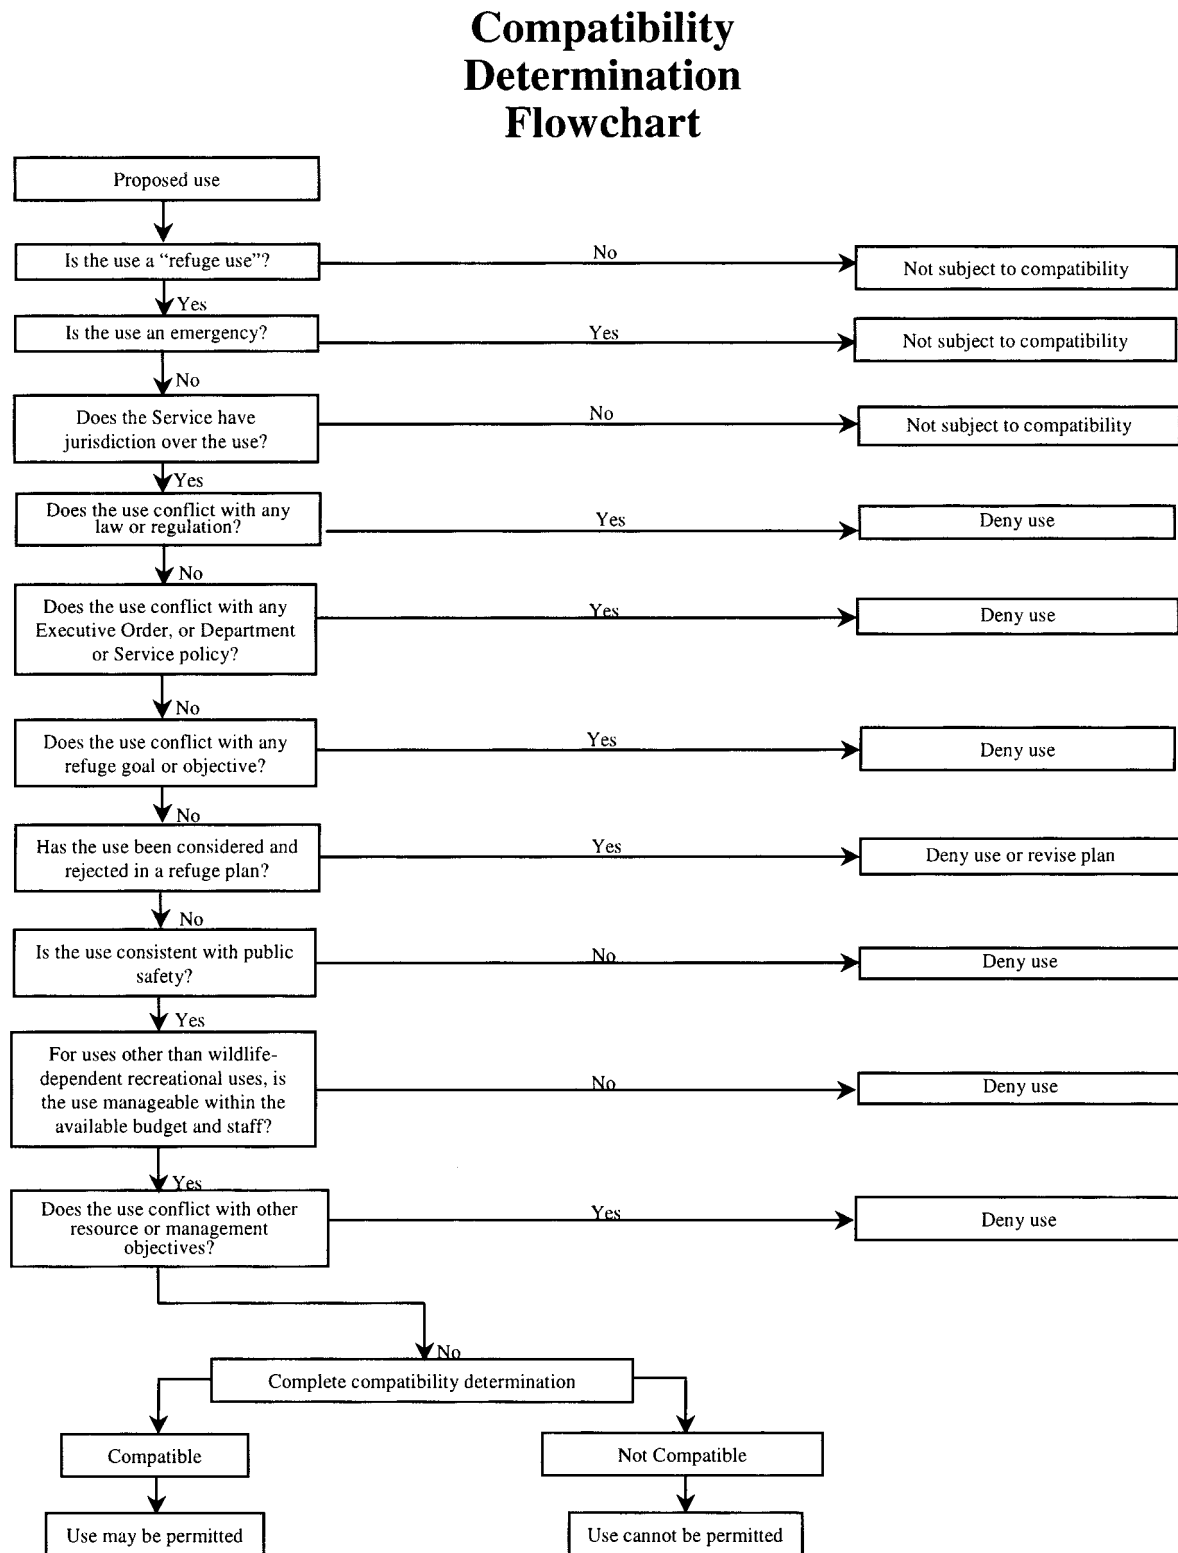 Compatibility
Determination
Flowchart
Proposed use
Is the use a “refuge use”?
No
Not subject to compatibility
Yes
Is the use an emergency?
Yes
Not subject to compatibility
No
Does the Service have
jurisdiction over the use?
No
Not subject to compatibility
Yes
Does the use conflict with any
law or regulation?
Yes
Deny use
No
Does the use conflict with any
Executive Order, or Department
or Service policy?
Yes
Deny use
No
Does the use conflict with any
refuge goal or objective?
Yes
Deny use
No
Has the use been considered and
rejected in a refuge plan?
Yes
Deny use or revise plan
No
Is the use consistent with public
safety?
No
Deny use
Yes
For uses other than wildlife-
dependent recreational uses, is
the use manageable within the
available budget and staff?
No
Deny use
Yes
Does the use conflict with other
resource or management
objectives?
Yes
Deny use
No
Complete compatibility determination
Compatible
Not Compatible
Use may be permitted
Use cannot be permitted